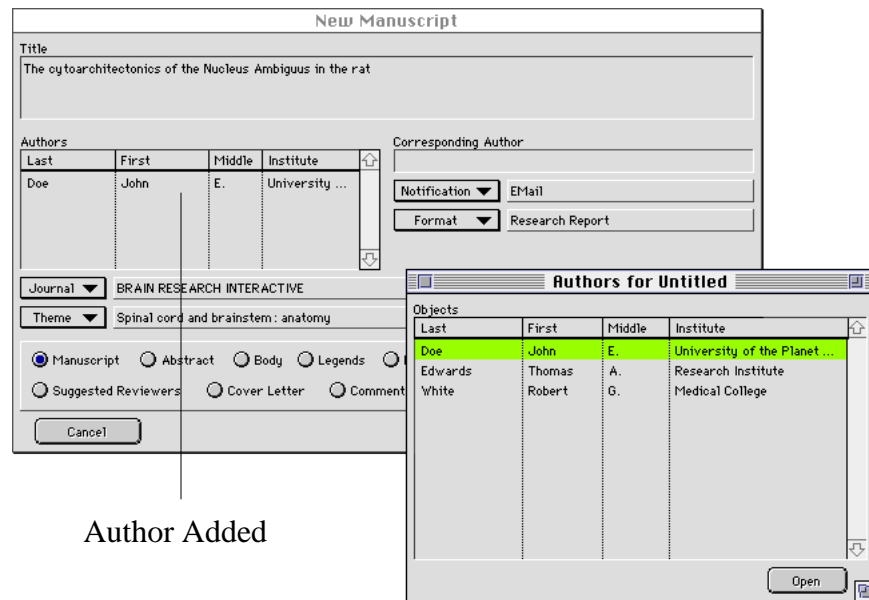 New Manuscript
Title
The cytoarchitectonics of the Nucleus Ambiguus in the rat
Authors
Last First Middle Institute
Doe John E. University ...
Corresponding Author
Notification EMail
Format Research Report
Journal BRAIN RESEARCH INTERACTIVE
Theme Spinal cord and brainstem: anatomy
Manuscript Abstract Body Legends
Suggested Reviewers Cover Letter Comment
Cancel
Authors for Untitled
Objects
Last First Middle Institute
Doe John E. University of the Planet ...
Edwards Thomas A. Research Institute
White Robert G. Medical College
Open
Author Added